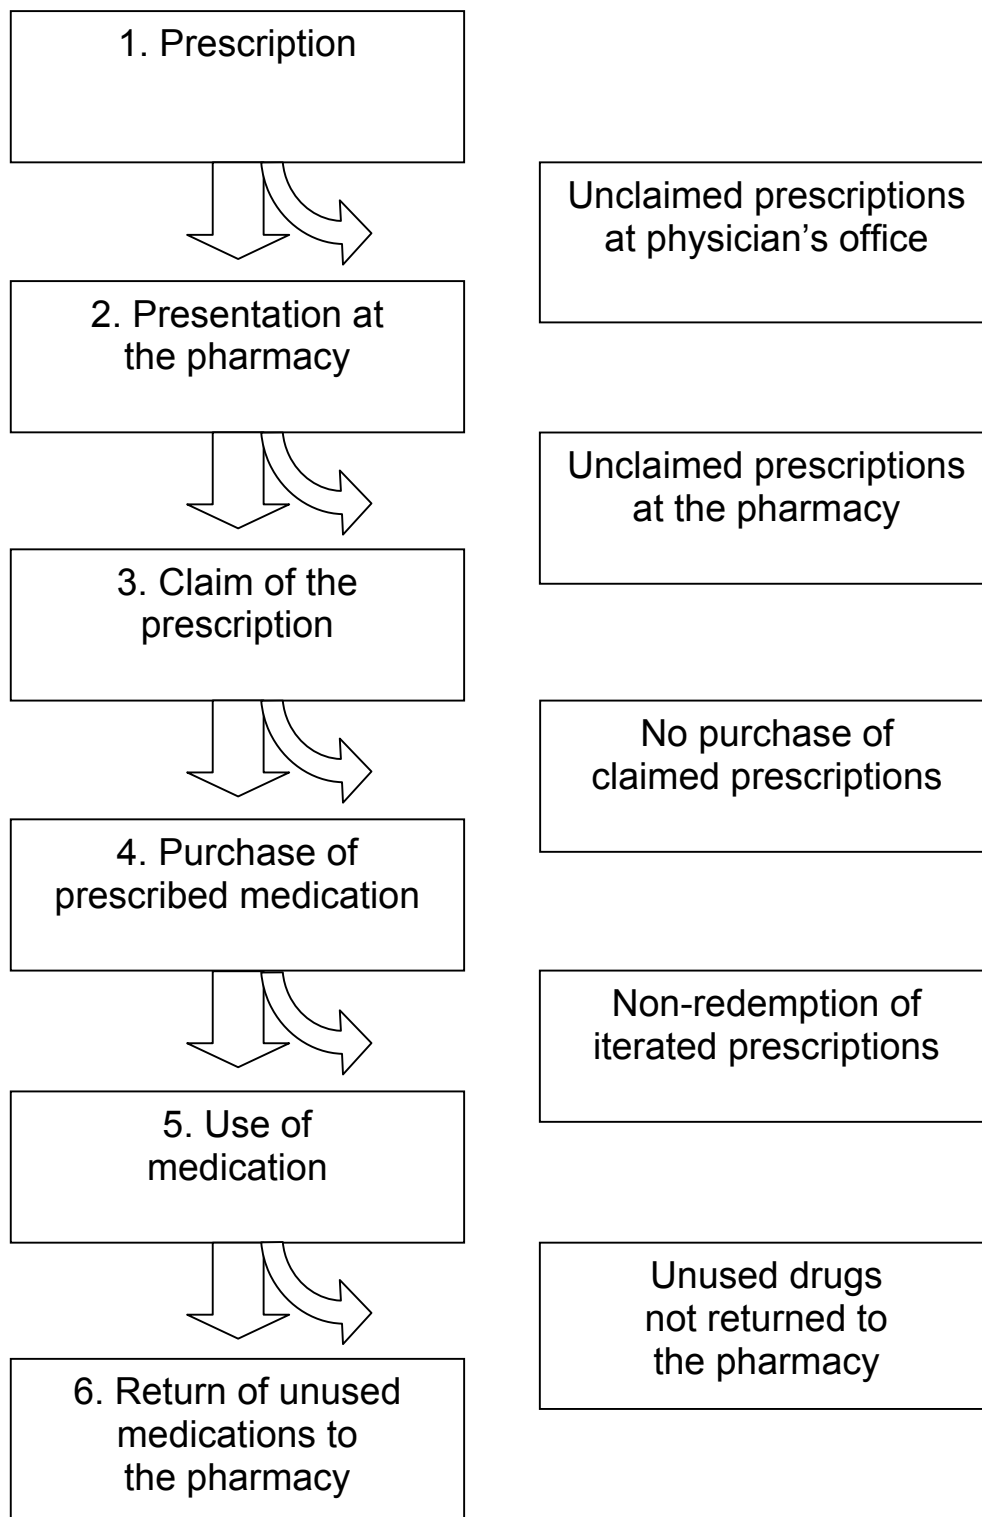 1. Prescription
Unclaimed prescriptions
at physician’s office
2. Presentation at
the pharmacy
Unclaimed prescriptions
at the pharmacy
3. Claim of the
prescription
No purchase of
claimed prescriptions
4. Purchase of
prescribed medication
Non-redemption of
iterated prescriptions
5. Use of
medication
Unused drugs
not returned to
the pharmacy
6. Return of unused
medications to
the pharmacy